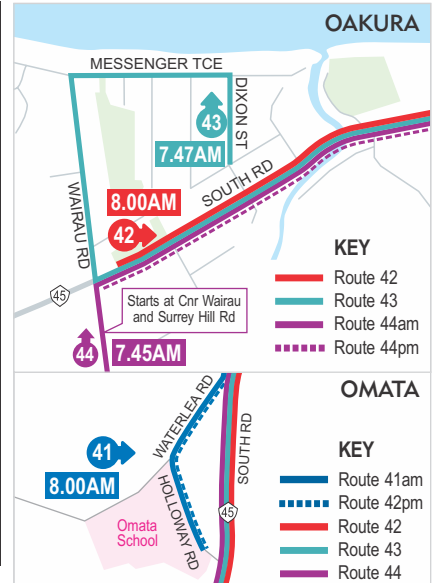 OAKURA
MESSENGER TCE
DIXON ST
43
7.47AM
WAIRAU RD
SOUTH RD
8.00AM
42
45
Starts at Cnr Wairau
and Surrey Hill Rd
44
7.45AM
KEY
Route 42
Route 43
Route 44am
Route 44pm
OMATA
WATERLEA RD
SOUTH RD
41
8.00AM
HOLLOWAY RD
45
Omata
School
KEY
Route 41am
Route 42pm
Route 42
Route 43
Route 44